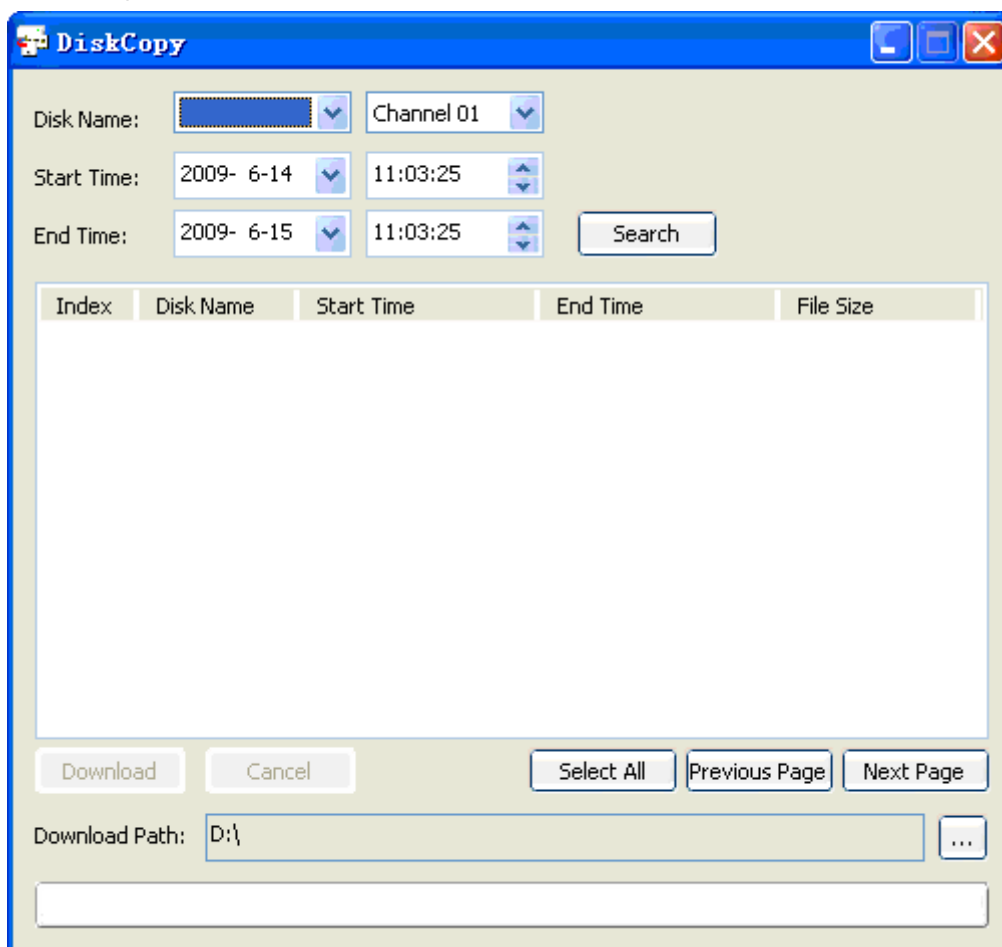 DiskCopy
Disk Name: Channel 01
Start Time: 2009- 6-14 11:03:25
End Time: 2009- 6-15 11:03:25 Search
Index Disk Name Start Time End Time File Size
Download Cancel Select All Previous Page Next Page
Download Path: D:\ ...